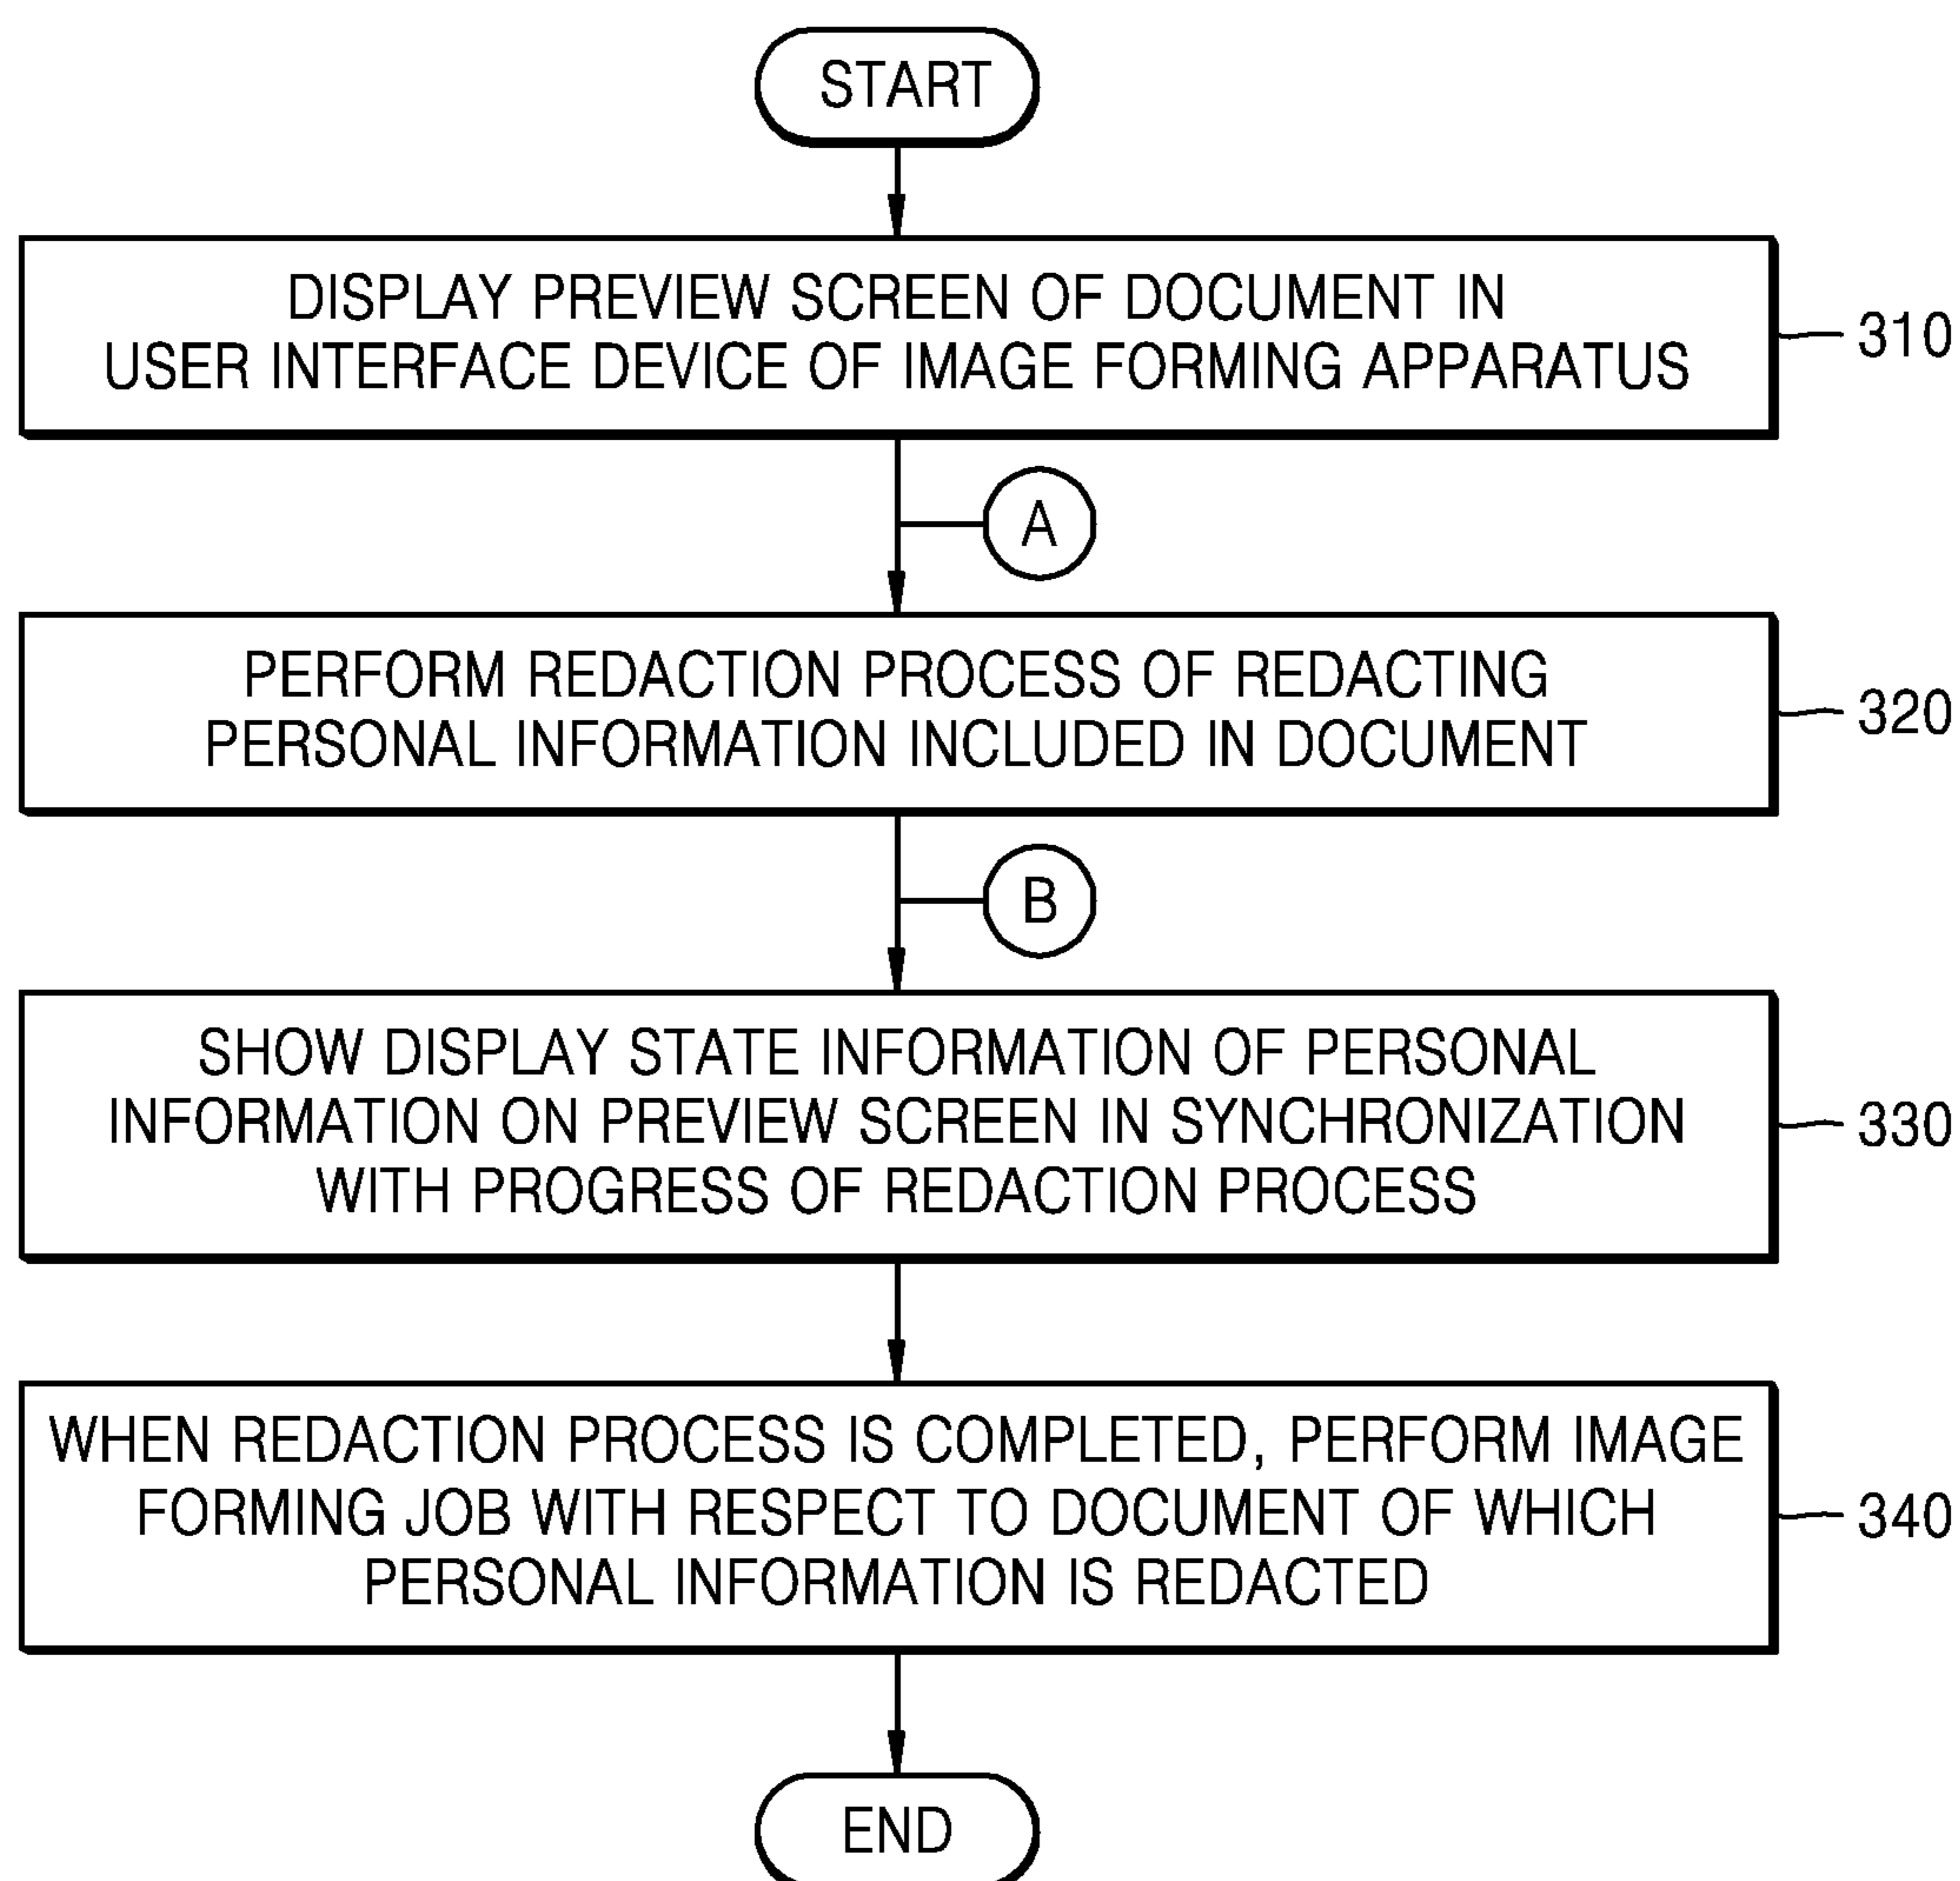 START
DISPLAY PREVIEW SCREEN OF DOCUMENT IN
USER INTERFACE DEVICE OF IMAGE FORMING APPARATUS
310
A
PERFORM REDACTION PROCESS OF REDACTING
PERSONAL INFORMATION INCLUDED IN DOCUMENT
320
B
SHOW DISPLAY STATE INFORMATION OF PERSONAL
INFORMATION ON PREVIEW SCREEN IN SYNCHRONIZATION
WITH PROGRESS OF REDACTION PROCESS
330
WHEN REDACTION PROCESS IS COMPLETED, PERFORM IMAGE
FORMING JOB WITH RESPECT TO DOCUMENT OF WHICH
PERSONAL INFORMATION IS REDACTED
340
END